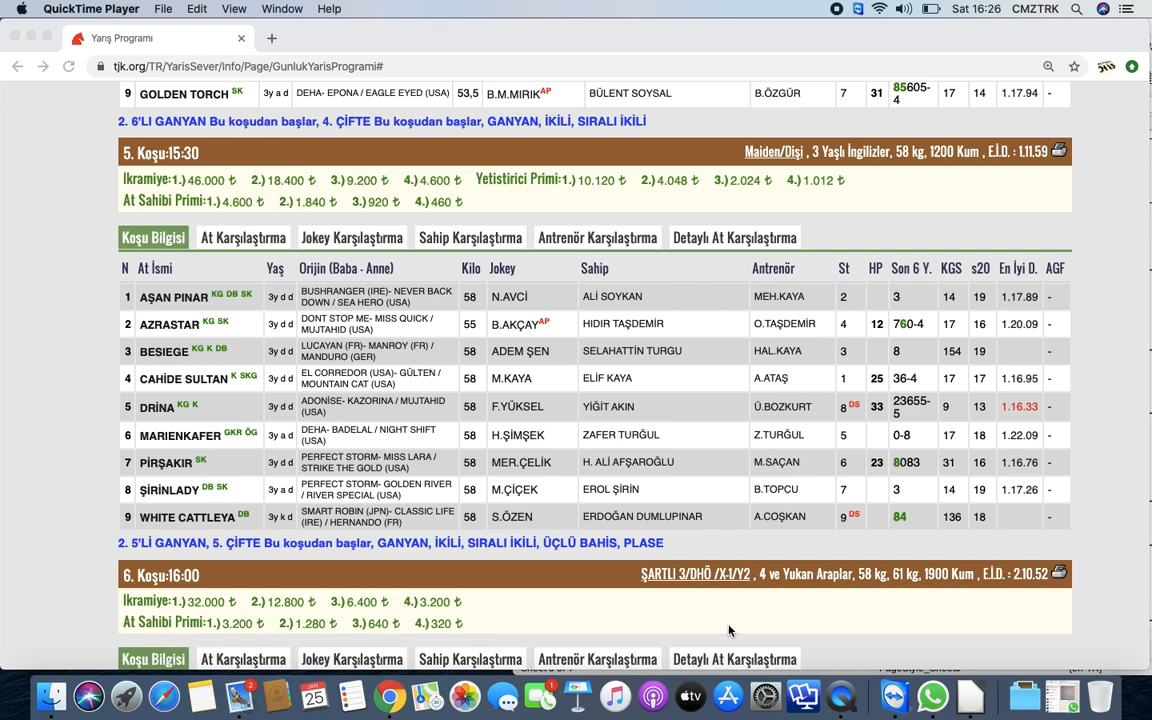 QuickTime Player File Edit View Window Help Sat 16:26 CMZTRK
Yarış Programı
tjk.org/TR/YarisSever/Info/Page/GunlukYarisProgrami#
9 GOLDEN TORCH SK 3y a d DEHA- EPONA / EAGLE EYED (USA) 53,5 B.M.MIRIK AP BÜLENT SOYSAL B.ÖZGÜR 7 31 85605-4 17 14 1.17.94 -
2. 6'LI GANYAN Bu koşudan başlar, 4. ÇİFTE Bu koşudan başlar, GANYAN, İKİLİ, SIRALI İKİLİ
5. Koşu:15:30 Maiden/Dişi , 3 Yaşlı İngilizler, 58 kg, 1200 Kum , E.İ.D. : 1.11.59
İkramiye:1.) 46.000 ₺ 2.) 18.400 ₺ 3.) 9.200 ₺ 4.) 4.600 ₺ Yetistirici Primi:1.) 10.120 ₺ 2.) 4.048 ₺ 3.) 2.024 ₺ 4.) 1.012 ₺
At Sahibi Primi:1.) 4.600 ₺ 2.) 1.840 ₺ 3.) 920 ₺ 4.) 460 ₺
Koşu Bilgisi At Karşılaştırma Jokey Karşılaştırma Sahip Karşılaştırma Antrenör Karşılaştırma Detaylı At Karşılaştırma
N At İsmi Yaş Orijin (Baba - Anne) Kilo Jokey Sahip Antrenör St HP Son 6 Y. KGS s20 En İyi D. AGF
1 AŞAN PINAR KG DB SK 3y d d BUSHRANGER (IRE)- NEVER BACK DOWN / SEA HERO (USA) 58 N.AVCİ ALİ SOYKAN MEH.KAYA 2 3 14 19 1.17.89 -
2 AZRASTAR KG SK 3y d d DONT STOP ME- MISS QUICK / MUJTAHID (USA) 55 B.AKÇAY AP HIDIR TAŞDEMİR O.TAŞDEMİR 4 12 760-4 17 16 1.20.09 -
3 BESIEGE KG K DB 3y d d LUCAYAN (FR)- MANROY (FR) / MANDURO (GER) 58 ADEM ŞEN SELAHATTİN TURGU HAL.KAYA 3 8 154 19 -
4 CAHİDE SULTAN K SKG 3y d d EL CORREDOR (USA)- GÜLTEN / MOUNTAIN CAT (USA) 58 M.KAYA ELİF KAYA A.ATAŞ 1 25 36-4 17 17 1.16.95 -
5 DRİNA KG K 3y d d ADONİSE- KAZORINA / MUJTAHID (USA) 58 F.YÜKSEL YİĞİT AKIN Ü.BOZKURT 8 DS 33 23655-5 9 13 1.16.33 -
6 MARIENKAFER GKR ÖG 3y a d DEHA- BADELAL / NIGHT SHIFT (USA) 58 H.ŞİMŞEK ZAFER TURĞUL Z.TURĞUL 5 0-8 17 18 1.22.09 -
7 PİRŞAKIR SK 3y d d PERFECT STORM- MISS LARA / STRIKE THE GOLD (USA) 58 MER.ÇELİK H. ALİ AFŞAROĞLU M.SAÇAN 6 23 8083 31 16 1.16.76 -
8 ŞİRİNLADY DB SK 3y a d PERFECT STORM- GOLDEN RIVER / RIVER SPECIAL (USA) 58 M.ÇİÇEK EROL ŞİRİN B.TOPCU 7 3 14 19 1.17.26 -
9 WHITE CATTLEYA DB 3y k d SMART ROBIN (JPN)- CLASSIC LIFE (IRE) / HERNANDO (FR) 58 S.ÖZEN ERDOĞAN DUMLUPINAR A.COŞKAN 9 DS 84 136 18 -
2. 5'Lİ GANYAN, 5. ÇİFTE Bu koşudan başlar, GANYAN, İKİLİ, SIRALI İKİLİ, ÜÇLÜ BAHİS, PLASE
6. Koşu:16:00 ŞARTLI 3/DHÖ /X-1/Y2 , 4 ve Yukarı Araplar, 58 kg, 61 kg, 1900 Kum , E.İ.D. : 2.10.52
İkramiye:1.) 32.000 ₺ 2.) 12.800 ₺ 3.) 6.400 ₺ 4.) 3.200 ₺
At Sahibi Primi:1.) 3.200 ₺ 2.) 1.280 ₺ 3.) 640 ₺ 4.) 320 ₺
Koşu Bilgisi At Karşılaştırma Jokey Karşılaştırma Sahip Karşılaştırma Antrenör Karşılaştırma Detaylı At Karşılaştırma
JAN 25 2 1 tv